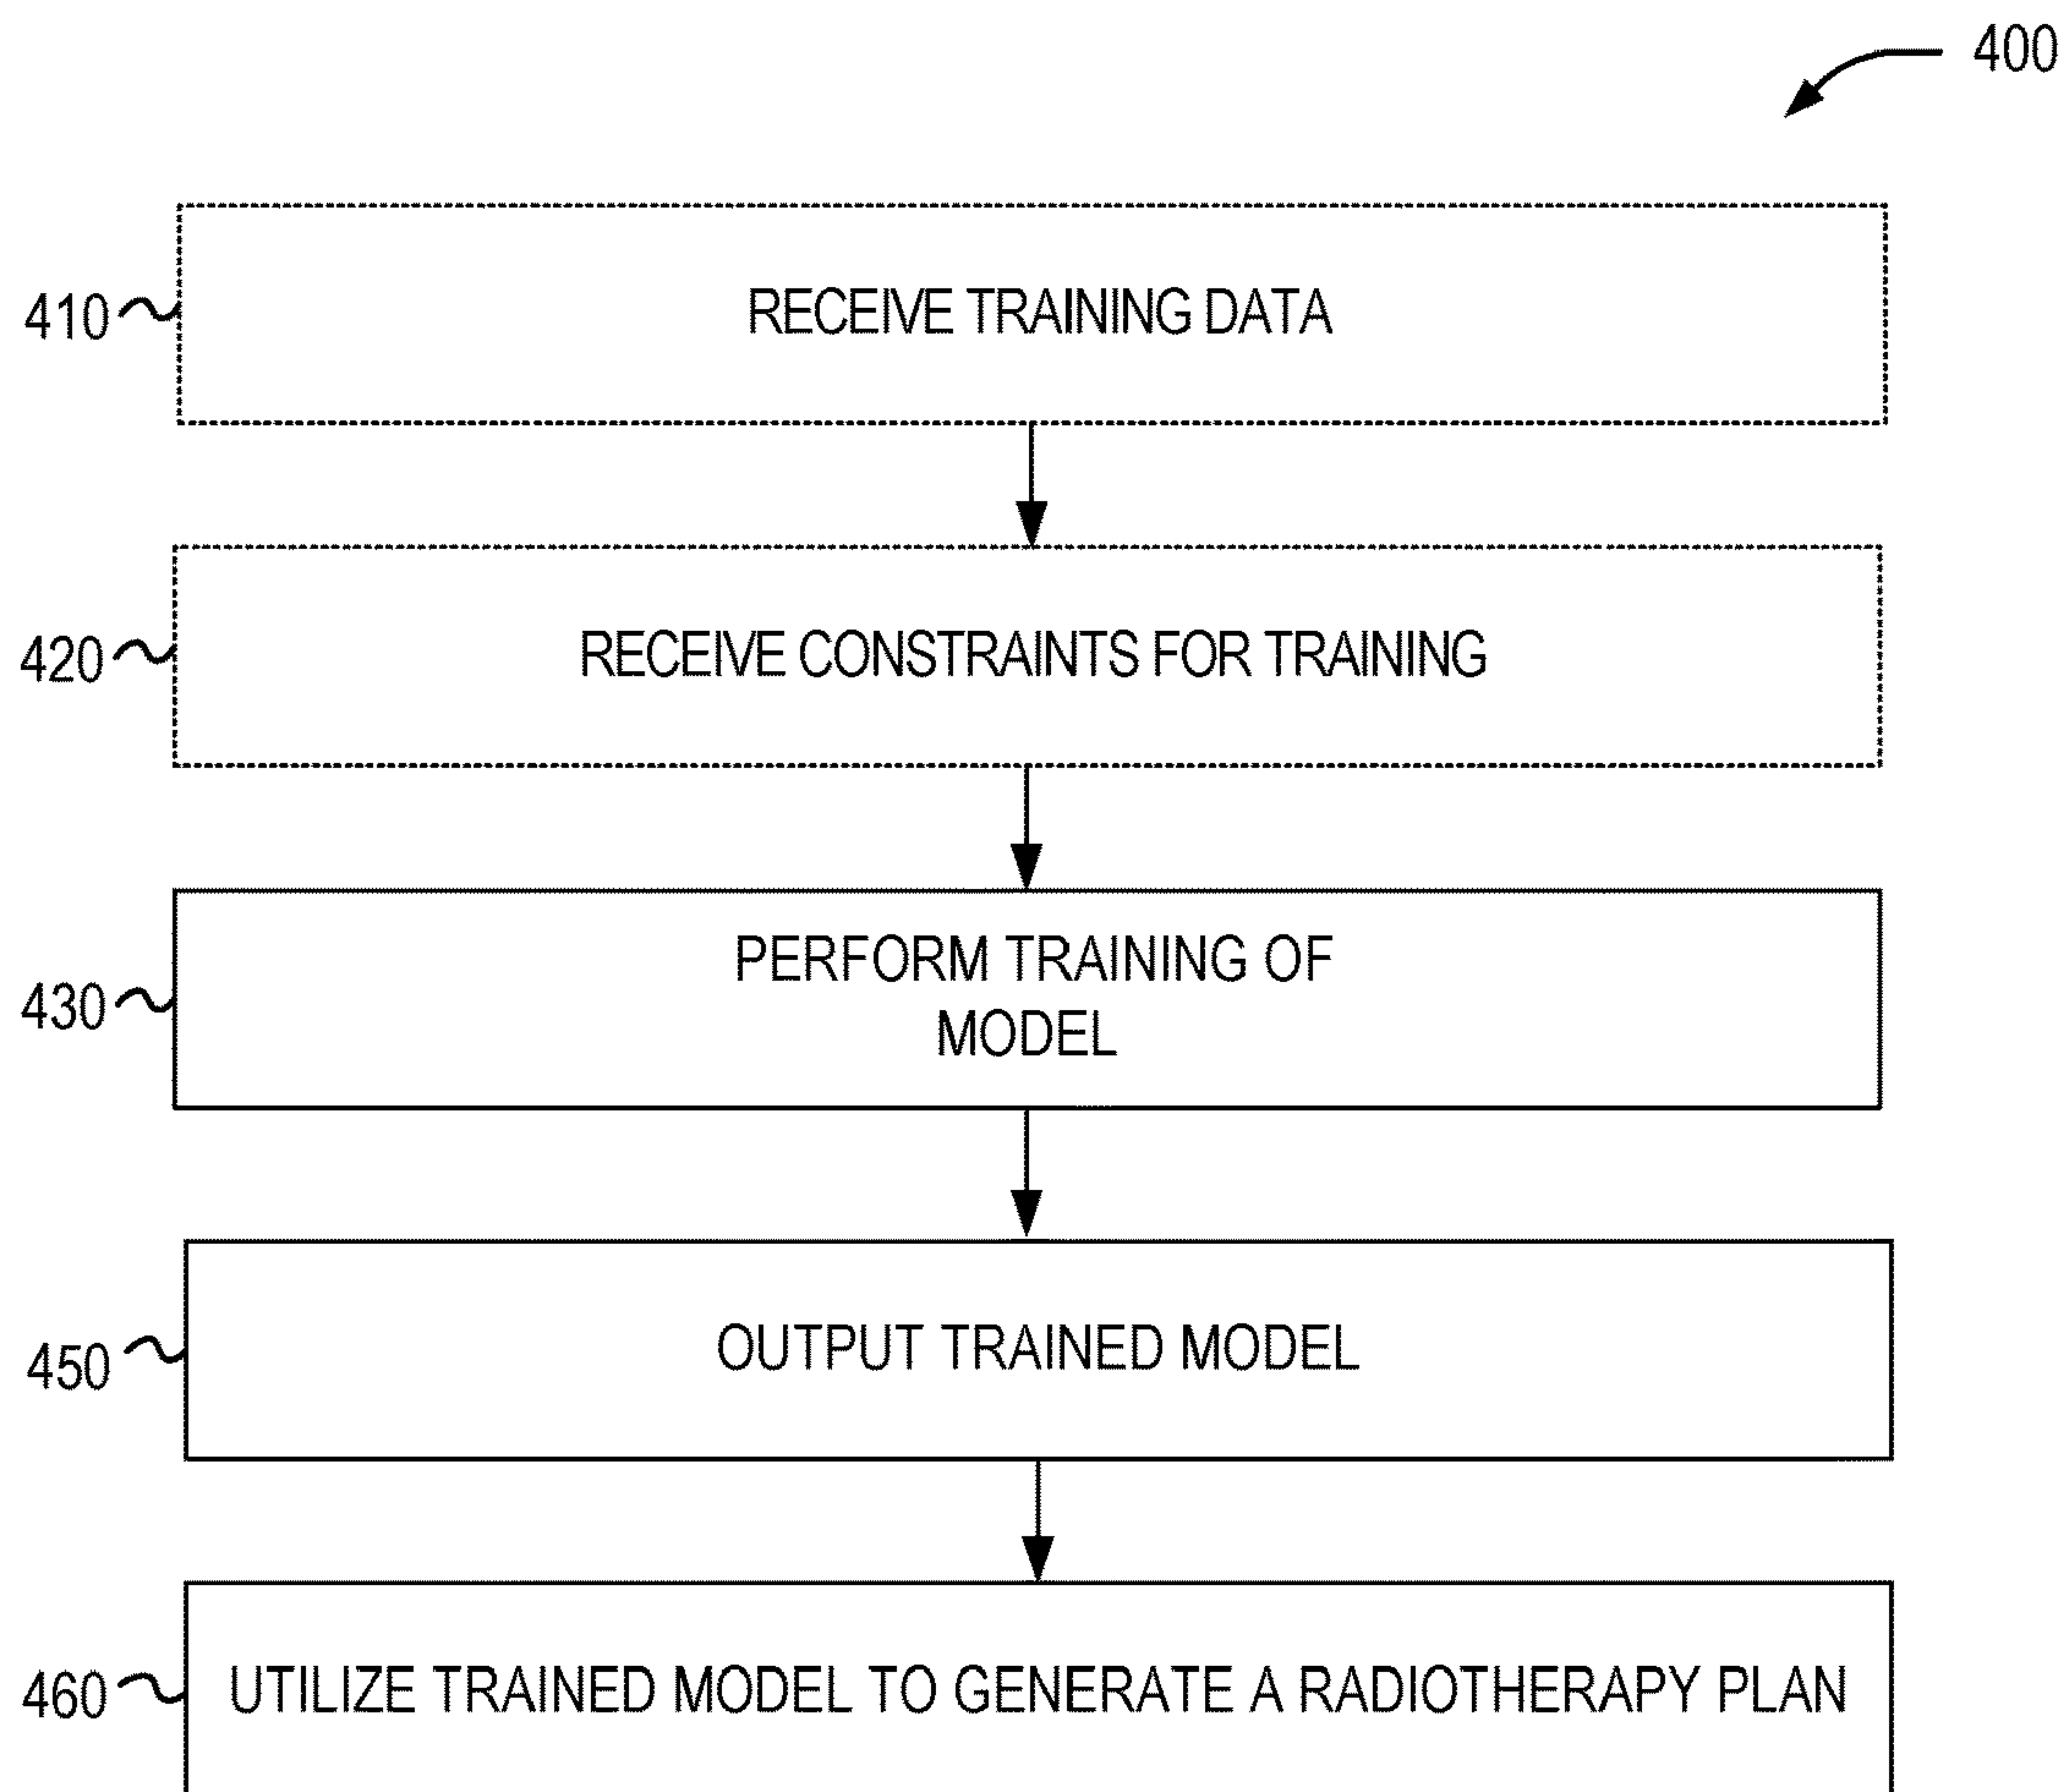 400
410
RECEIVE TRAINING DATA
420
RECEIVE CONSTRAINTS FOR TRAINING
430
PERFORM TRAINING OF
MODEL
450
OUTPUT TRAINED MODEL
460
UTILIZE TRAINED MODEL TO GENERATE A RADIOTHERAPY PLAN